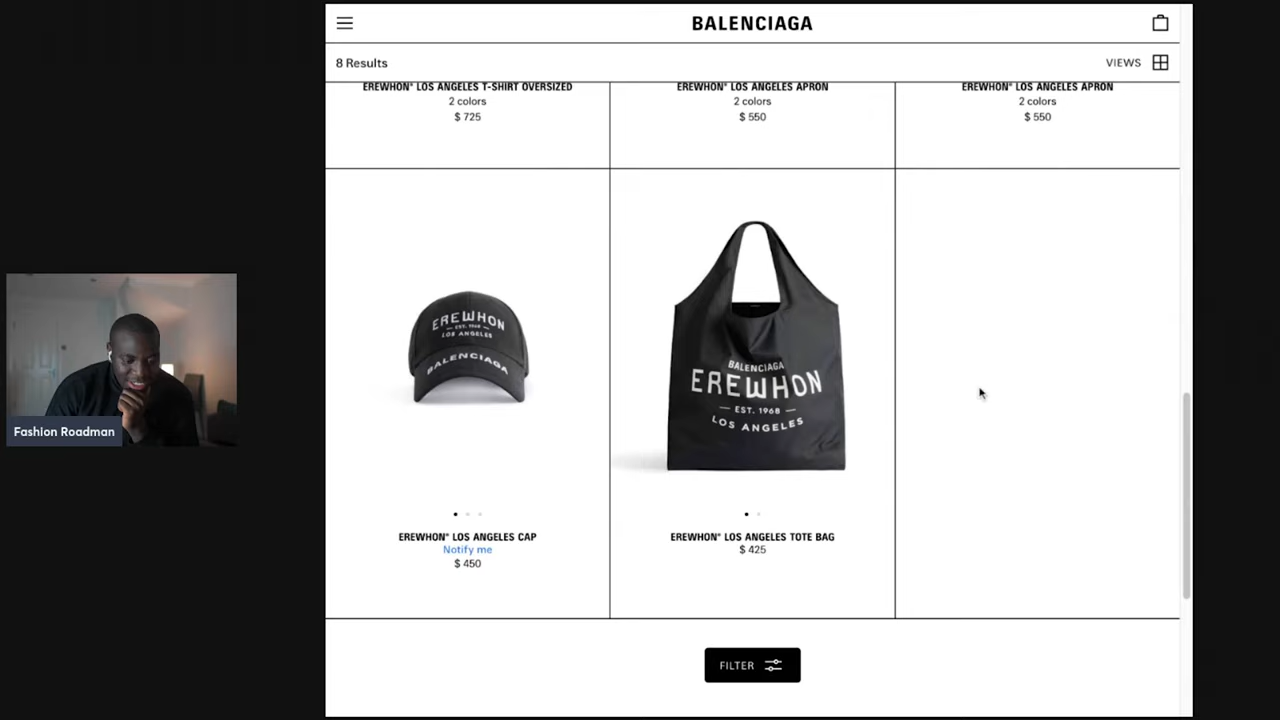 BALENCIAGA
8 Results
VIEWS
EREWHON® LOS ANGELES T-SHIRT OVERSIZED
2 colors
$ 725
EREWHON® LOS ANGELES APRON
2 colors
$ 550
EREWHON® LOS ANGELES APRON
2 colors
$ 550
EREWHON
EST. 1968
LOS ANGELES
BALENCIAGA
BALENCIAGA
EREWHON
— EST. 1968 —
LOS ANGELES
EREWHON® LOS ANGELES CAP
Notify me
$ 450
EREWHON® LOS ANGELES TOTE BAG
$ 425
FILTER
Fashion Roadman